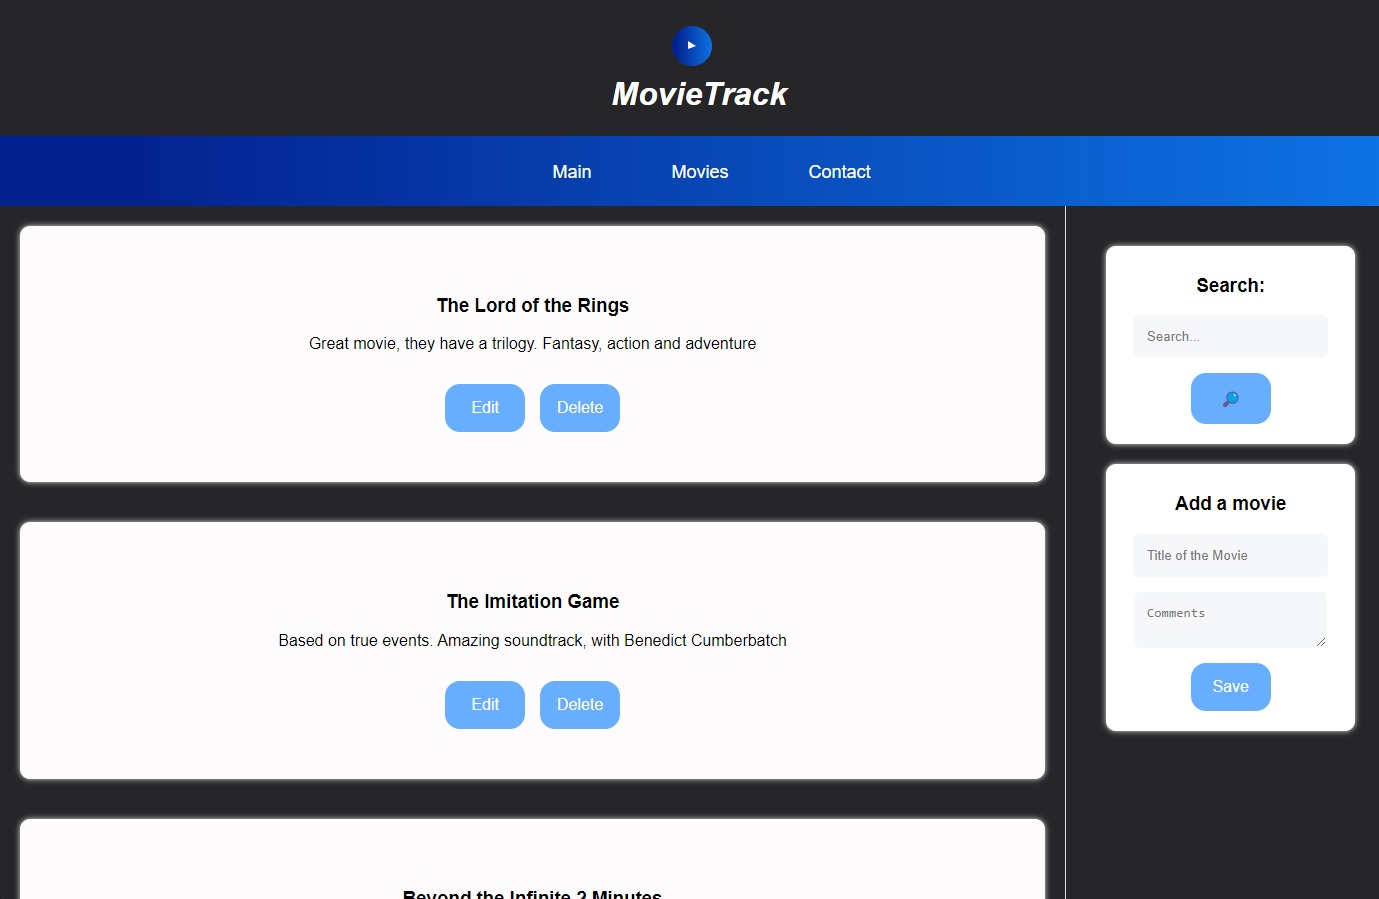 MovieTrack
Main Movies Contact
The Lord of the Rings
Great movie, they have a trilogy. Fantasy, action and adventure
Edit Delete
The Imitation Game
Based on true events. Amazing soundtrack, with Benedict Cumberbatch
Edit Delete
Beyond the Infinite 2 Minutes
Search:
Search...
Add a movie
Title of the Movie
Comments
Save